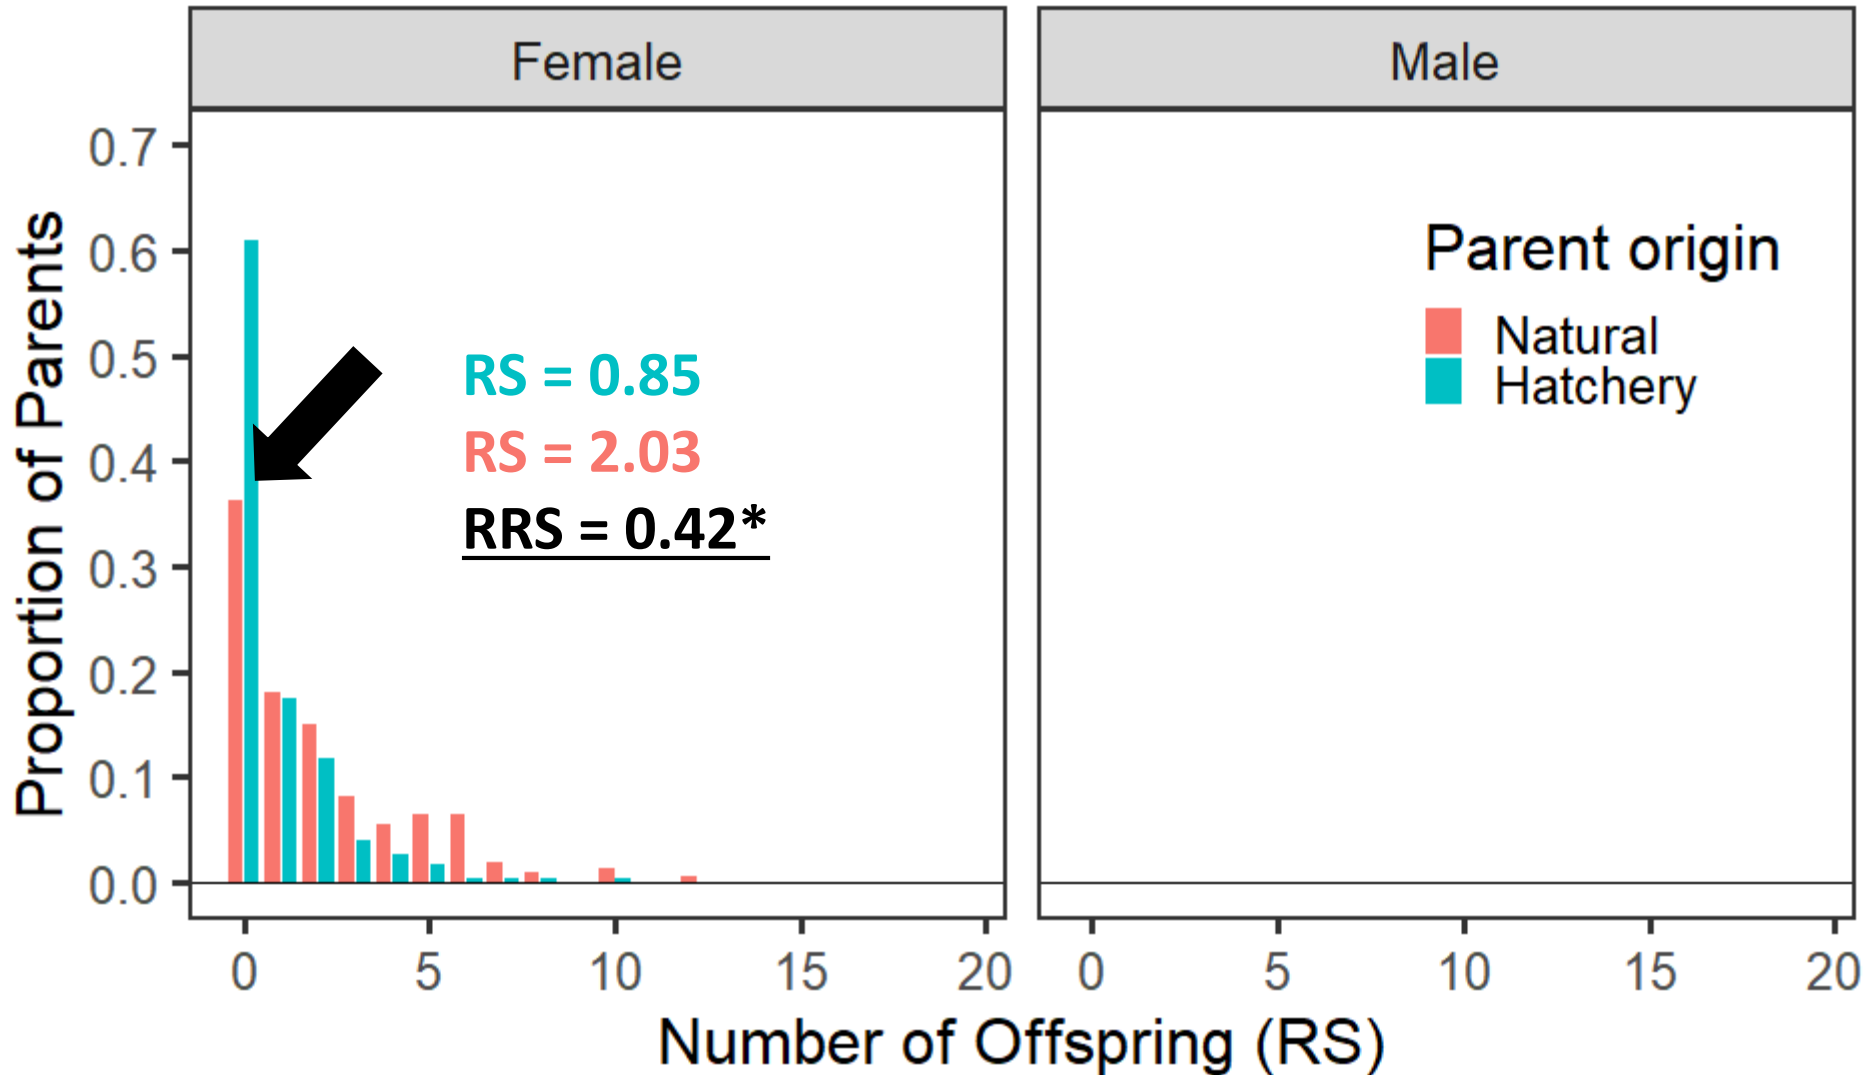 Female
Male
Proportion of Parents
0.7
0.6
0.5
0.4
0.3
0.2
0.1
0.0
RS = 0.85
RS = 2.03
RRS = 0.42*
Parent origin
Natural
Hatchery
0 5 10 15 20
0 5 10 15 20
Number of Offspring (RS)